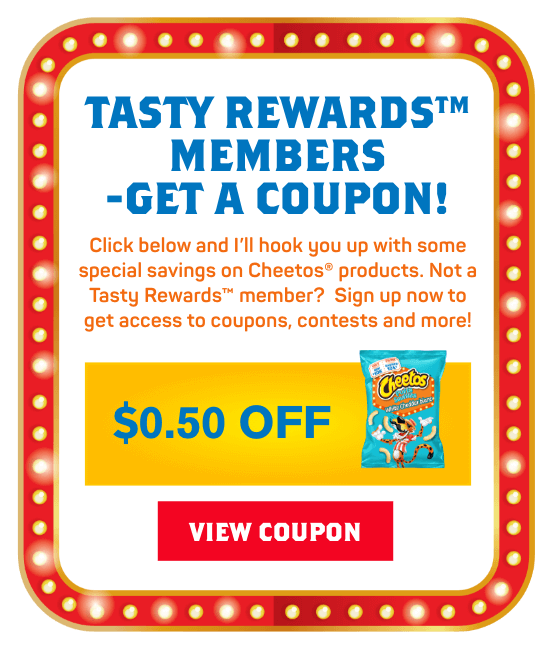 TASTY REWARDS™
MEMBERS
-GET A COUPON!
Click below and I'll hook you up with some
special savings on Cheetos® products. Not a
Tasty Rewards™ member?  Sign up now to
get access to coupons, contests and more!
$0.50 OFF
Cheetos
White Cheddar
VIEW COUPON